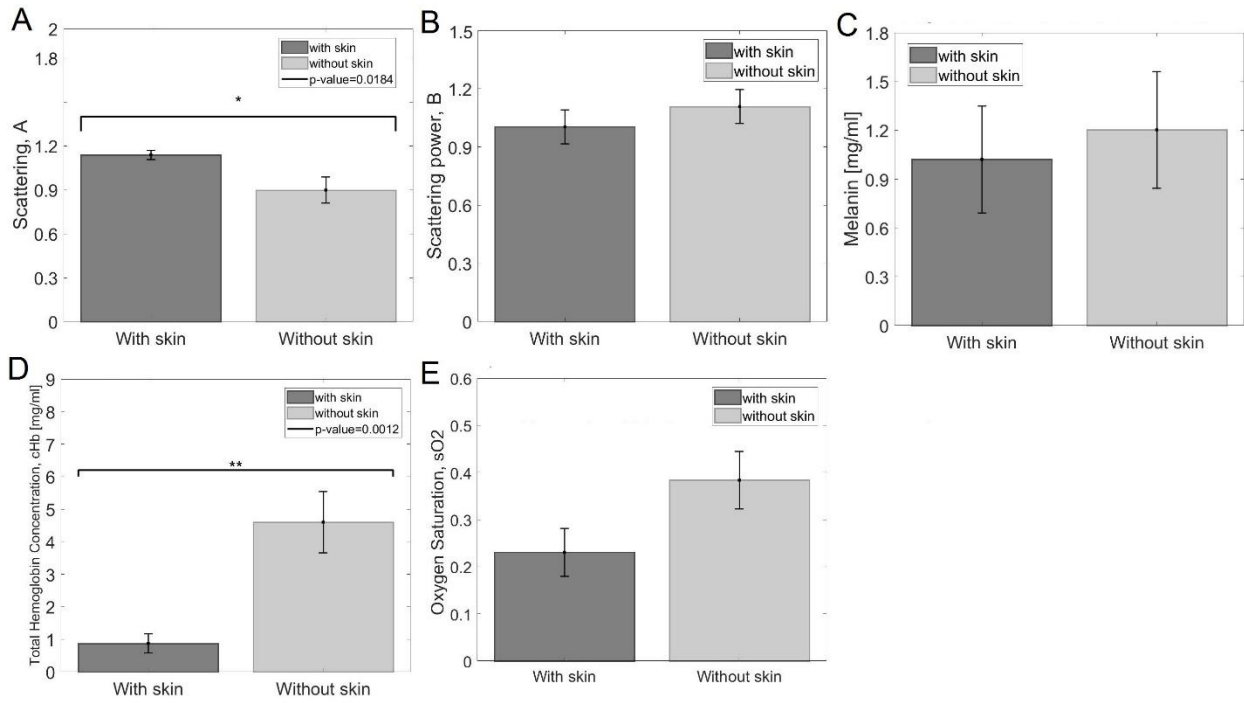 A
Scattering, A
2
1.8
1.2
0.9
0.6
0.3
0
with skin
without skin
p-value=0.0184
*
With skin
Without skin
B
Scattering power, B
1.5
1.2
0.9
0.6
0.3
0
with skin
without skin
With skin
Without skin
C
Melanin [mg/ml]
1.8
1.5
1.2
0.9
0.6
0.3
0
with skin
without skin
With skin
Without skin
D
Total Hemoglobin Concentration, cHb [mg/ml]
9
8
7
6
5
4
3
2
1
0
with skin
without skin
p-value=0.0012
**
With skin
Without skin
E
Oxygen Saturation, sO2
0.6
0.5
0.4
0.3
0.2
0.1
0
with skin
without skin
With skin
Without skin